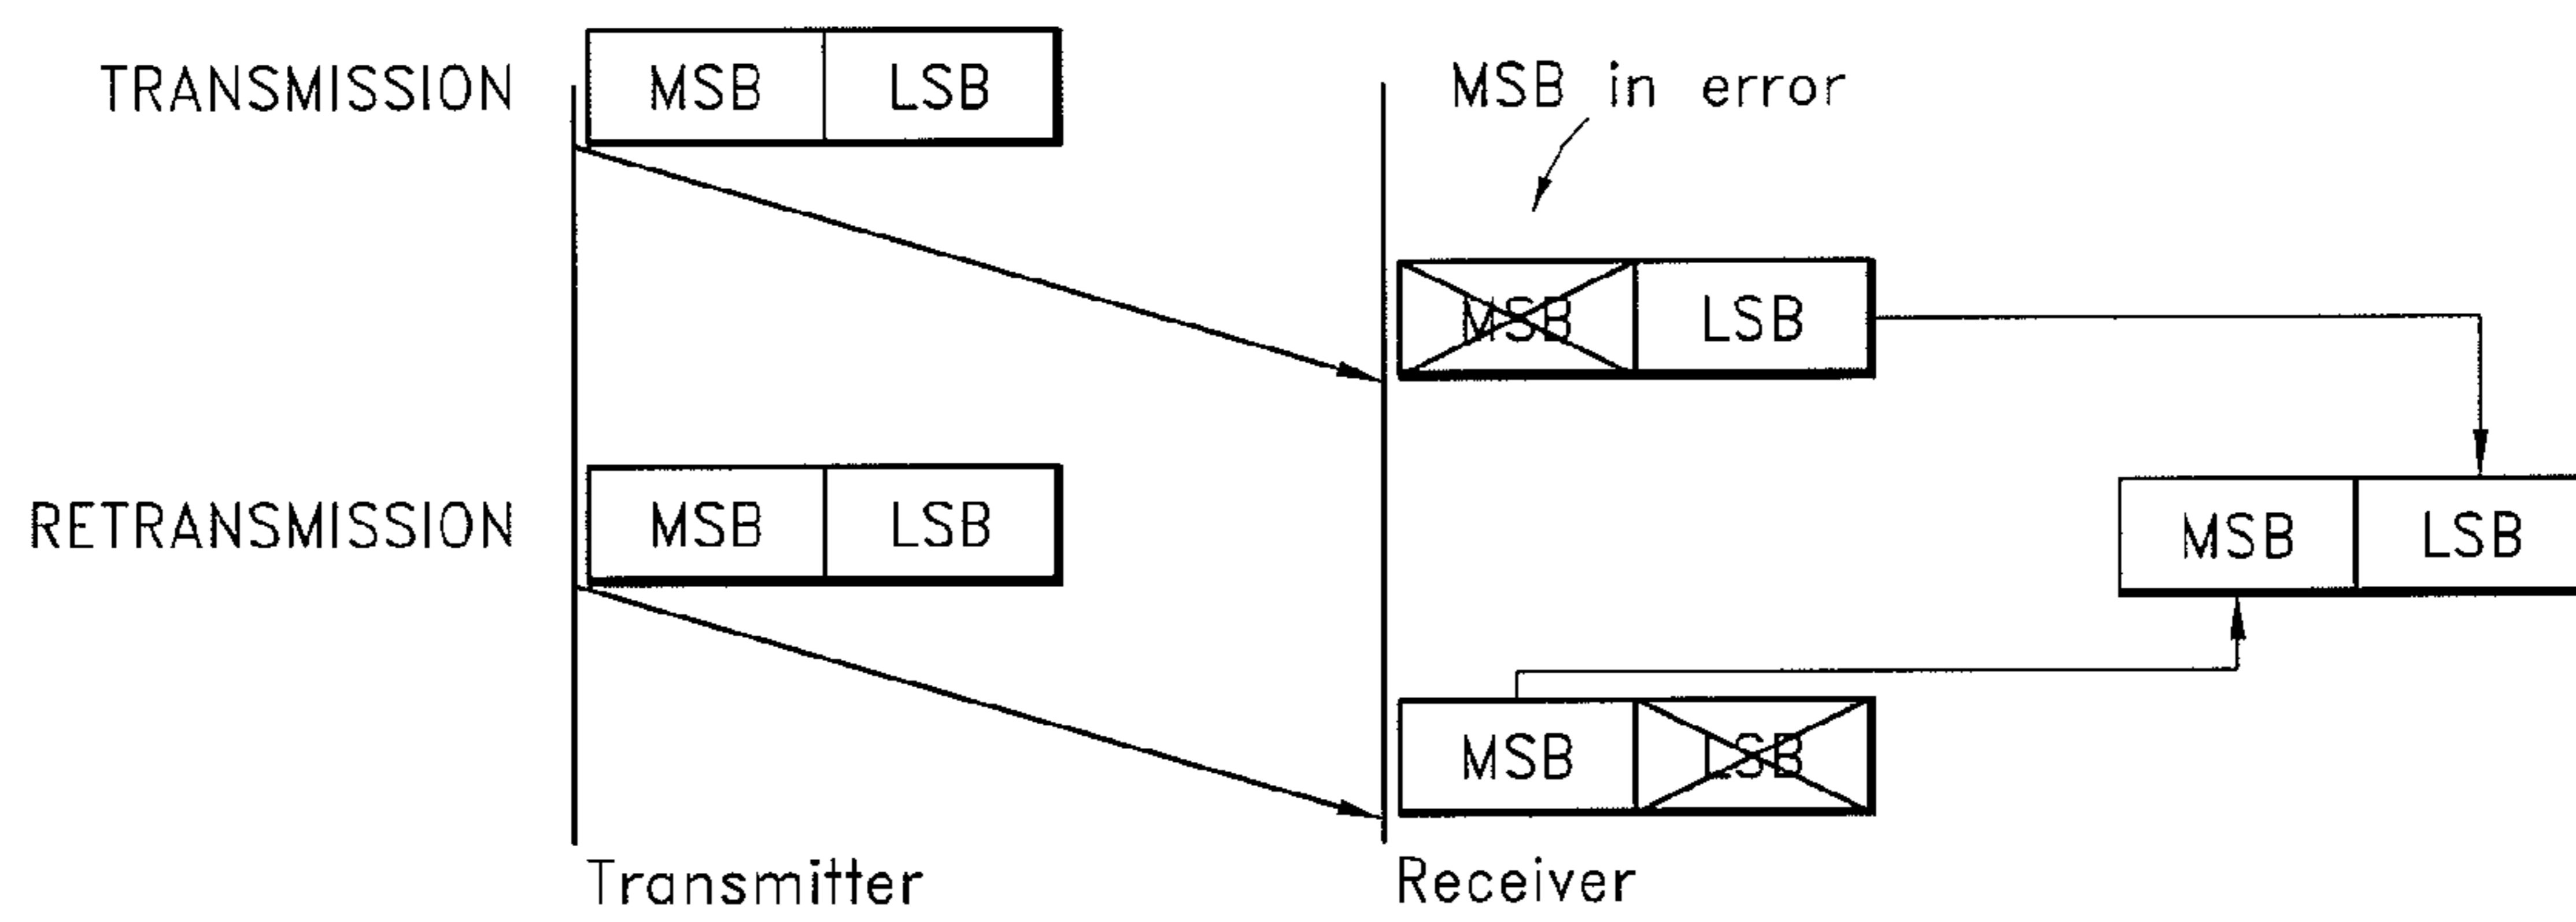 TRANSMISSION
MSB LSB
MSB in error
MSB LSB
RETRANSMISSION
MSB LSB
MSB LSB
MSB LSB
Transmitter
Receiver